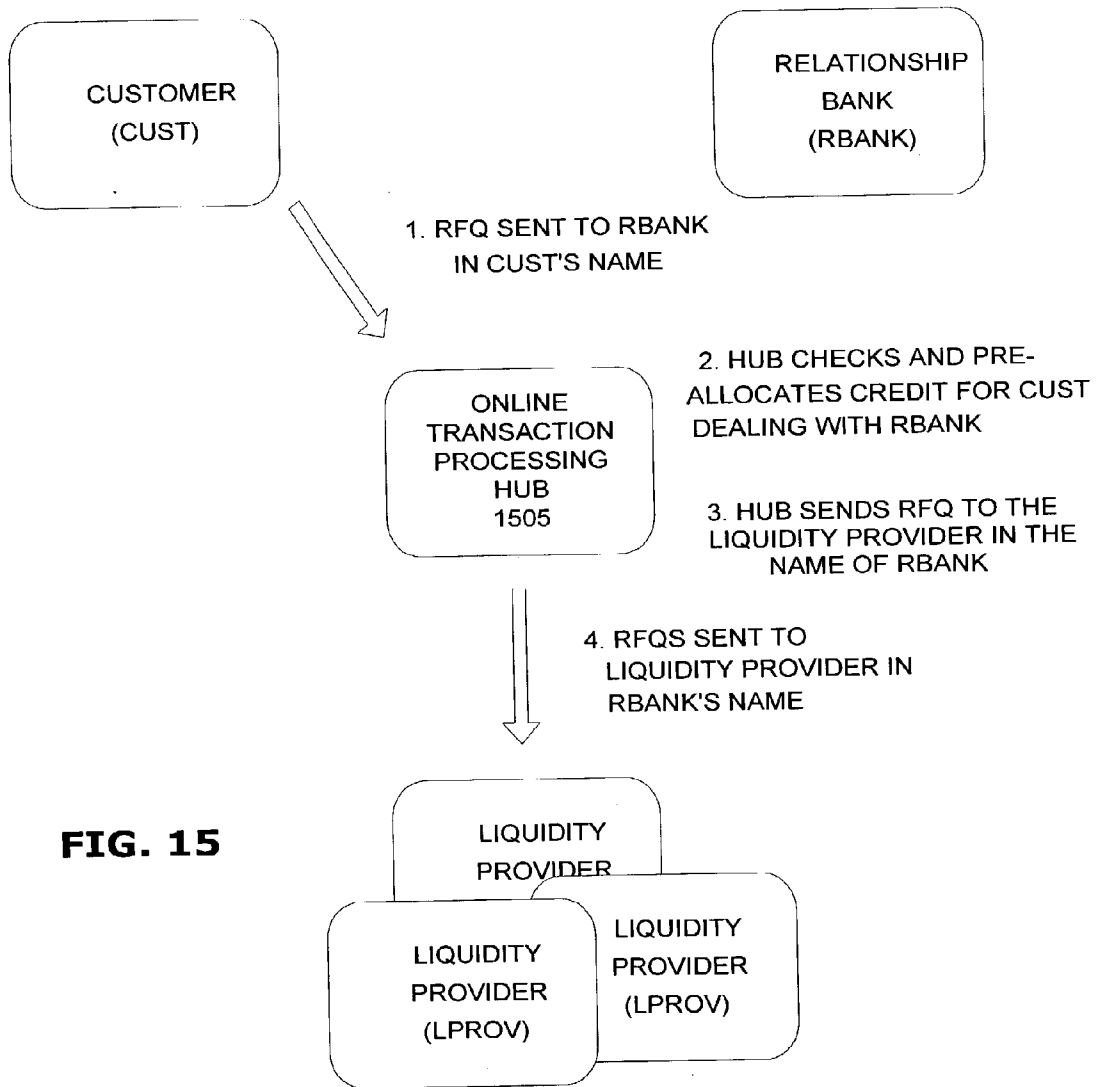 CUSTOMER
(CUST)
RELATIONSHIP
BANK
(RBANK)
1. RFQ SENT TO RBANK
IN CUST'S NAME
ONLINE
TRANSACTION
PROCESSING
HUB
1505
2. HUB CHECKS AND PRE-
ALLOCATES CREDIT FOR CUST
DEALING WITH RBANK
3. HUB SENDS RFQ TO THE
LIQUIDITY PROVIDER IN THE
NAME OF RBANK
4. RFQS SENT TO
LIQUIDITY PROVIDER IN
RBANK'S NAME
FIG. 15
LIQUIDITY
PROVIDER
LIQUIDITY
PROVIDER
(LPROV)
LIQUIDITY
PROVIDER
(LPROV)